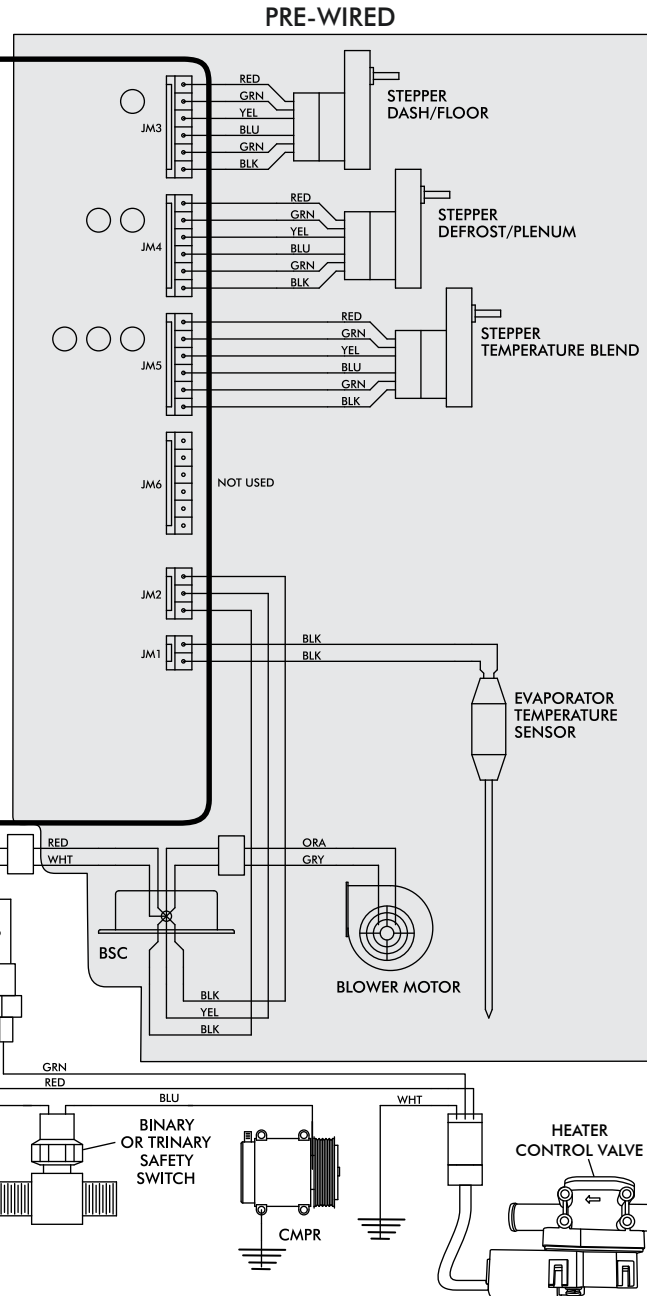 PRE-WIRED
RED
GRN
YEL
BLU
GRN
BLK
JM3
STEPPER
DASH/FLOOR
RED
GRN
YEL
BLU
GRN
BLK
JM4
STEPPER
DEFROST/PLENUM
RED
GRN
YEL
BLU
GRN
BLK
JM5
STEPPER
TEMPERATURE BLEND
JM6
NOT USED
JM2
JM1
BLK
BLK
EVAPORATOR
TEMPERATURE
SENSOR
RED
WHT
ORA
GRY
BSC
BLOWER MOTOR
BLK
YEL
BLK
GRN
RED
BLU
WHT
BINARY
OR TRINARY
SAFETY
SWITCH
CMPR
HEATER
CONTROL VALVE